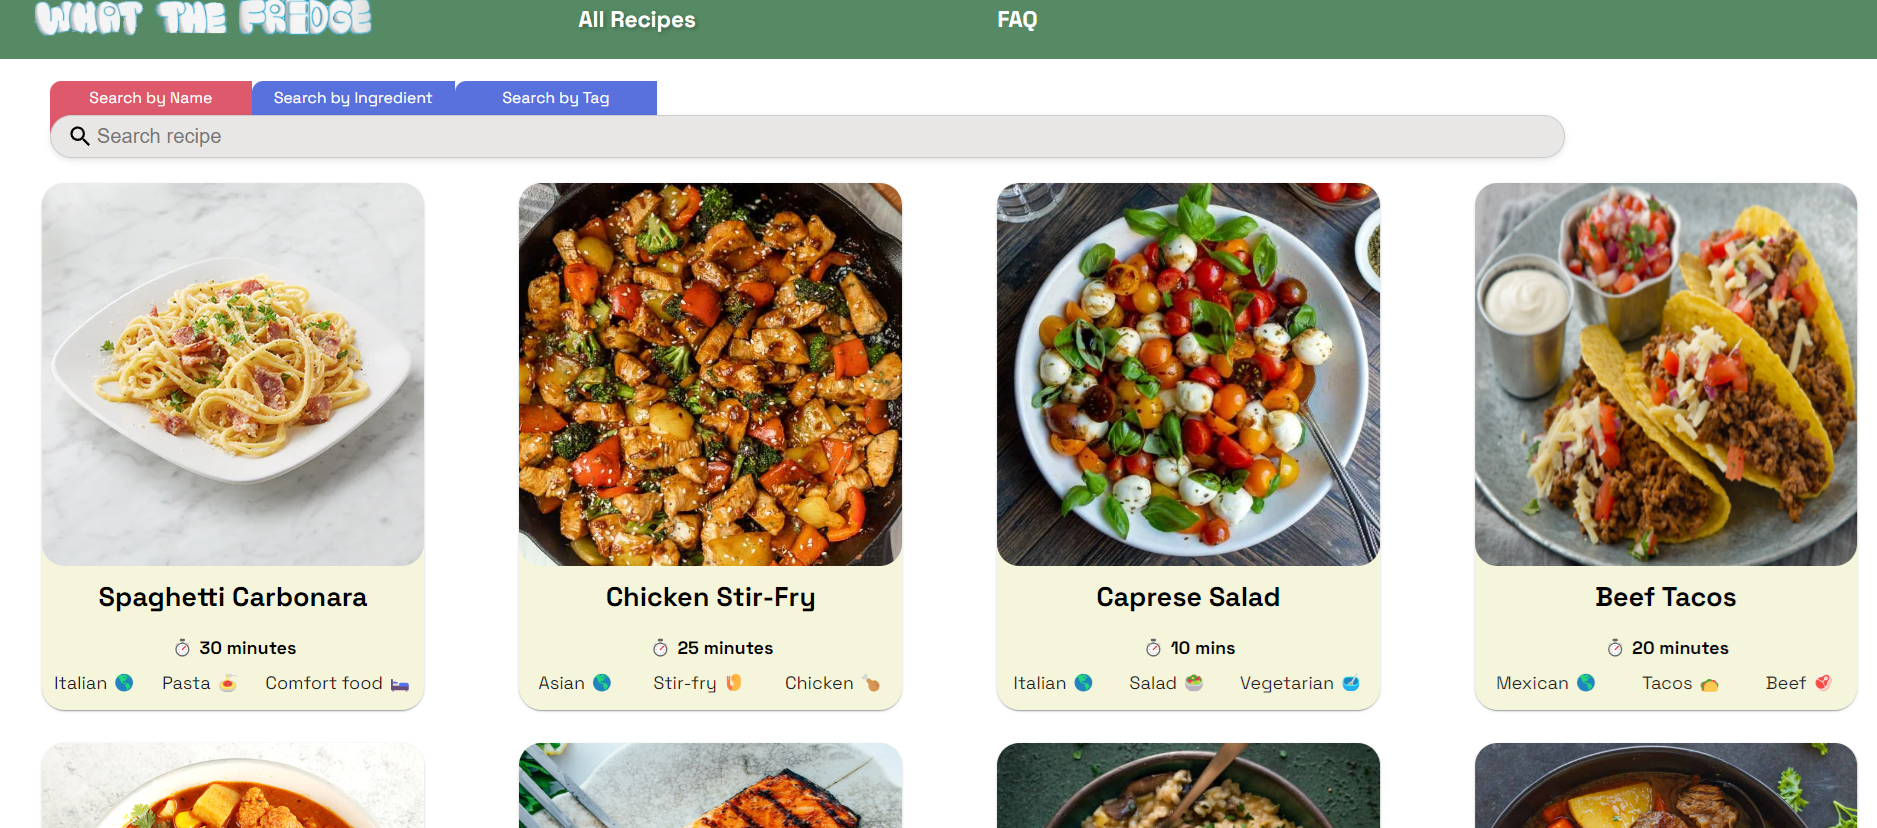 WHAT THE FRIDGE
All Recipes
FAQ
Search by Name
Search by Ingredient
Search by Tag
Search recipe
Spaghetti Carbonara
30 minutes
Italian
Pasta
Comfort food
Chicken Stir-Fry
25 minutes
Asian
Stir-fry
Chicken
Caprese Salad
10 mins
Italian
Salad
Vegetarian
Beef Tacos
20 minutes
Mexican
Tacos
Beef